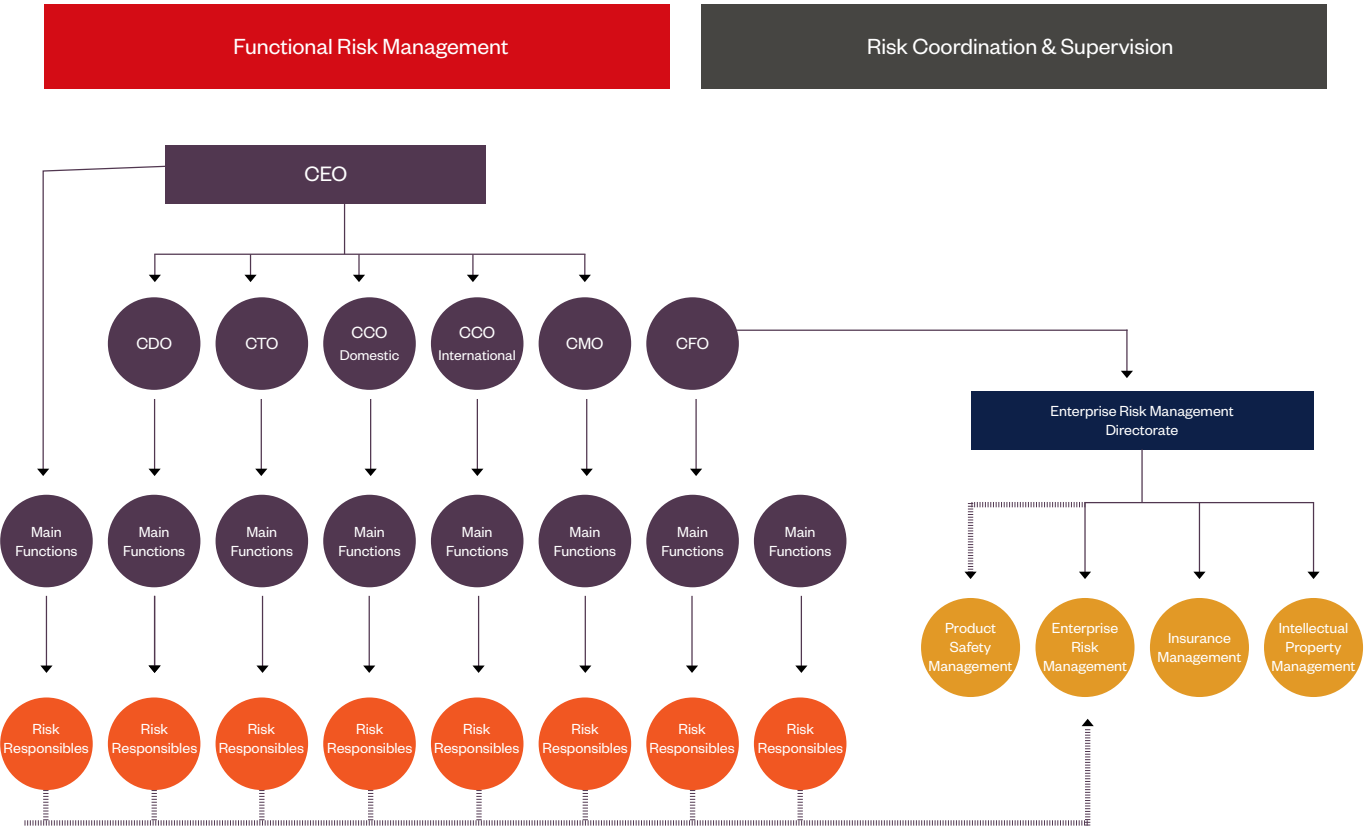 Functional Risk Management
Risk Coordination & Supervision
CEO
CDO
CTO
CCO
Domestic
CCO
International
CMO
CFO
Enterprise Risk Management
Directorate
Main
Functions
Main
Functions
Main
Functions
Main
Functions
Main
Functions
Main
Functions
Main
Functions
Main
Functions
Product
Safety
Management
Enterprise
Risk
Management
Insurance
Management
Intellectual
Property
Management
Risk
Responsibles
Risk
Responsibles
Risk
Responsibles
Risk
Responsibles
Risk
Responsibles
Risk
Responsibles
Risk
Responsibles
Risk
Responsibles